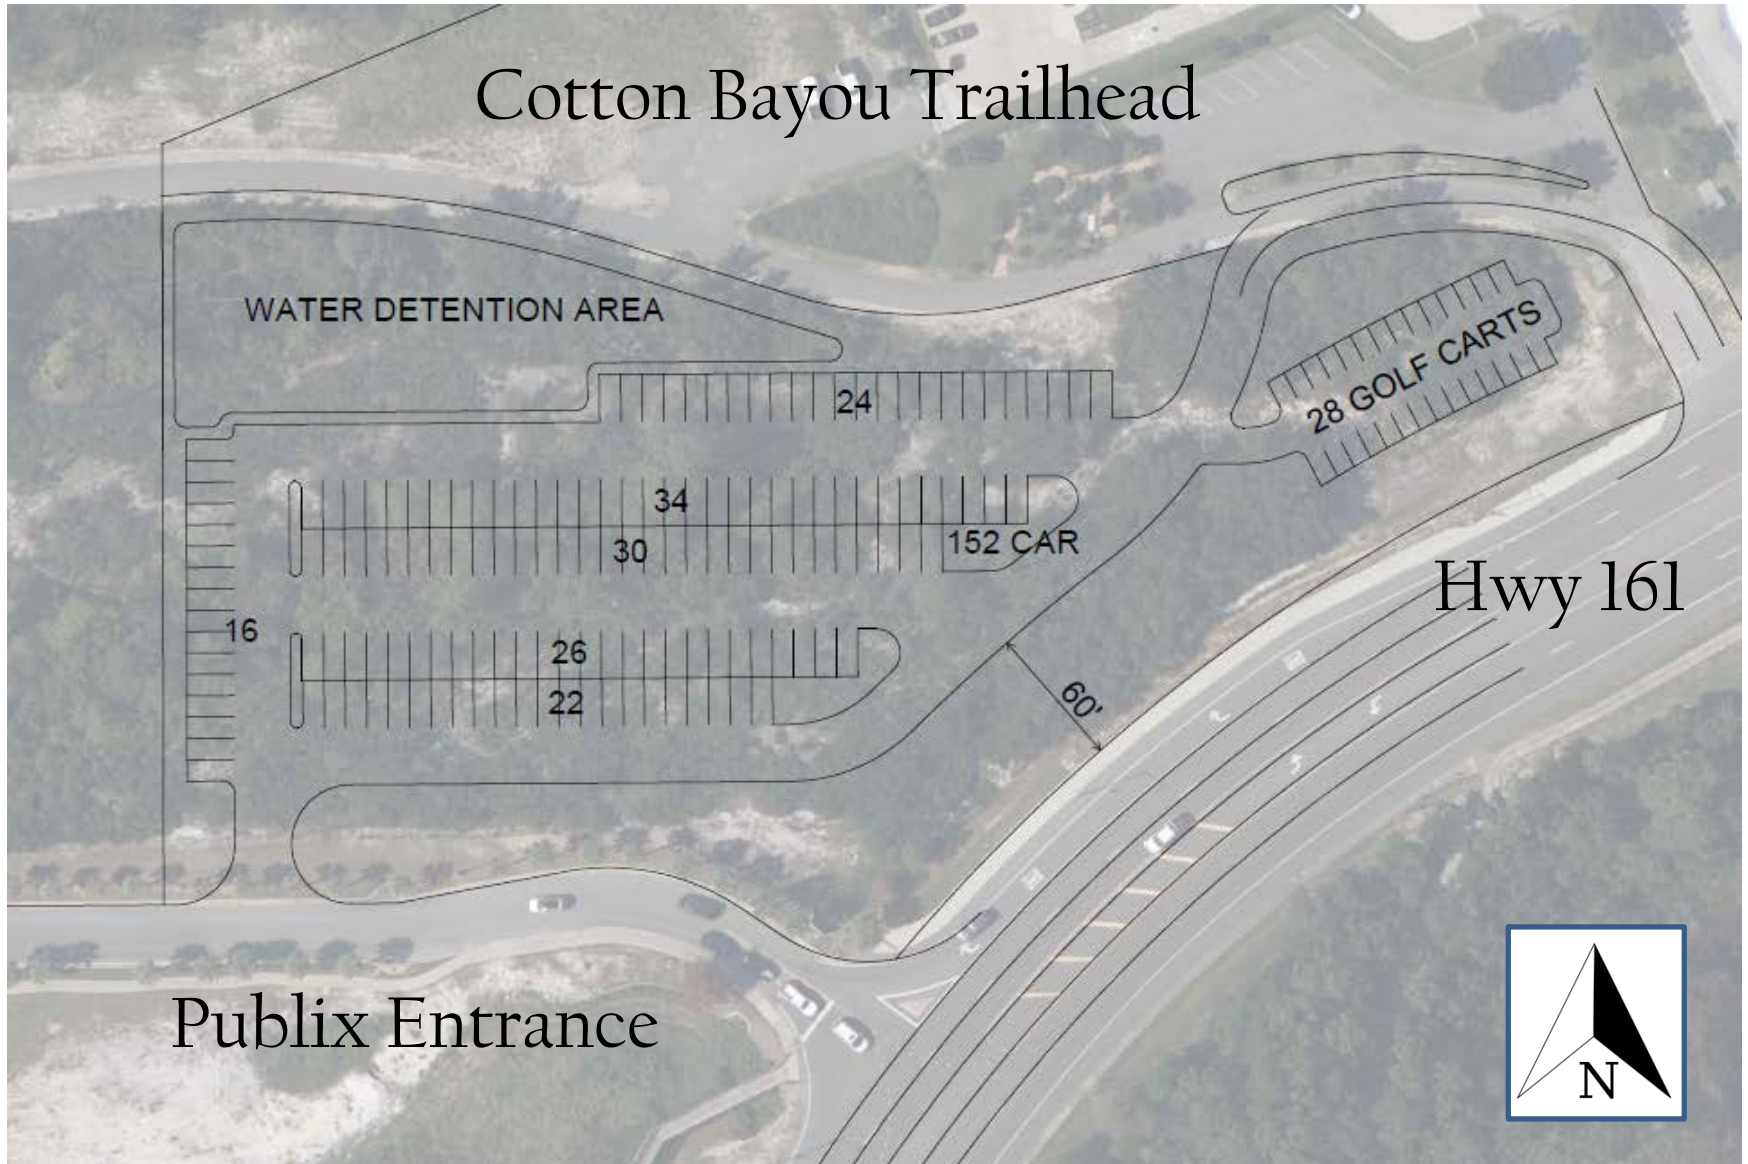 Cotton Bayou Trailhead
WATER DETENTION AREA
28 GOLF CARTS
24
34
152 CAR
30
Hwy 161
16
26
22
60'
Publix Entrance
N